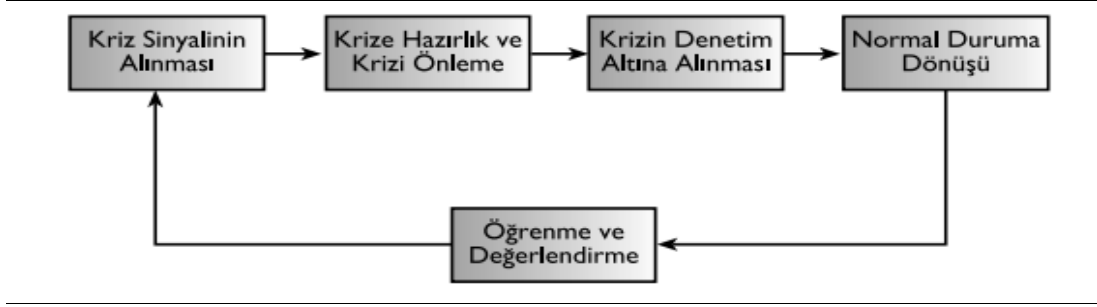 Kriz Sinyalinin
Alınması
Krize Hazırlık ve
Krizi Önleme
Krizin Denetim
Altına Alınması
Normal Duruma
Dönüşü
Öğrenme ve
Değerlendirme